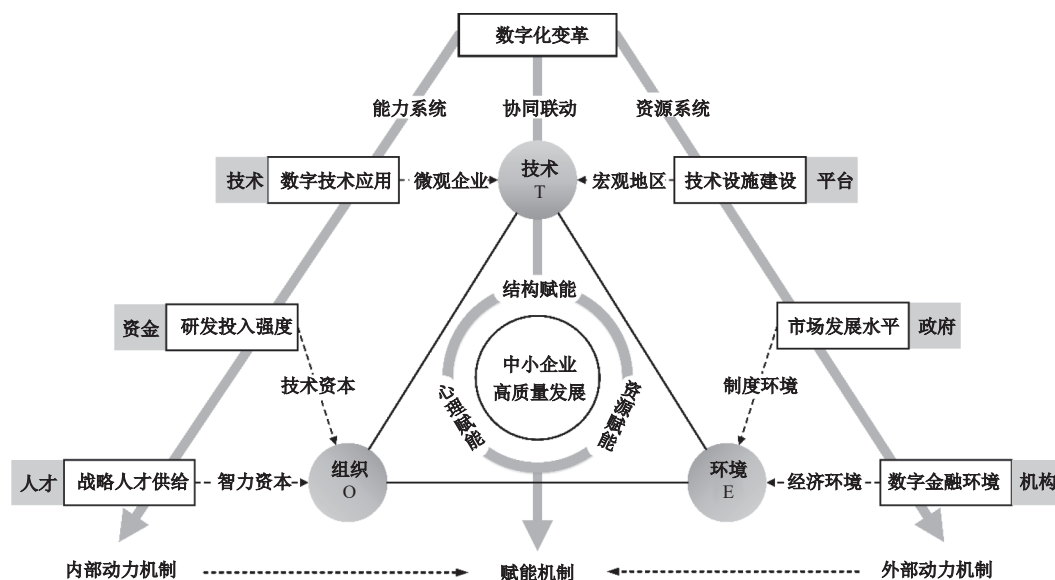 数字化变革
能力系统
协同联动
资源系统
技术
数字技术应用
微观企业
技术
T
宏观地区
技术设施建设
平台
结构赋能
资金
研发投入强度
市场发展水平
政府
中小企业
高质量发展
技术资本
心理赋能
资源赋能
制度环境
人才
战略人才供给
智力资本
组织
O
环境
E
经济环境
数字金融环境
机构
内部动力机制
赋能机制
外部动力机制